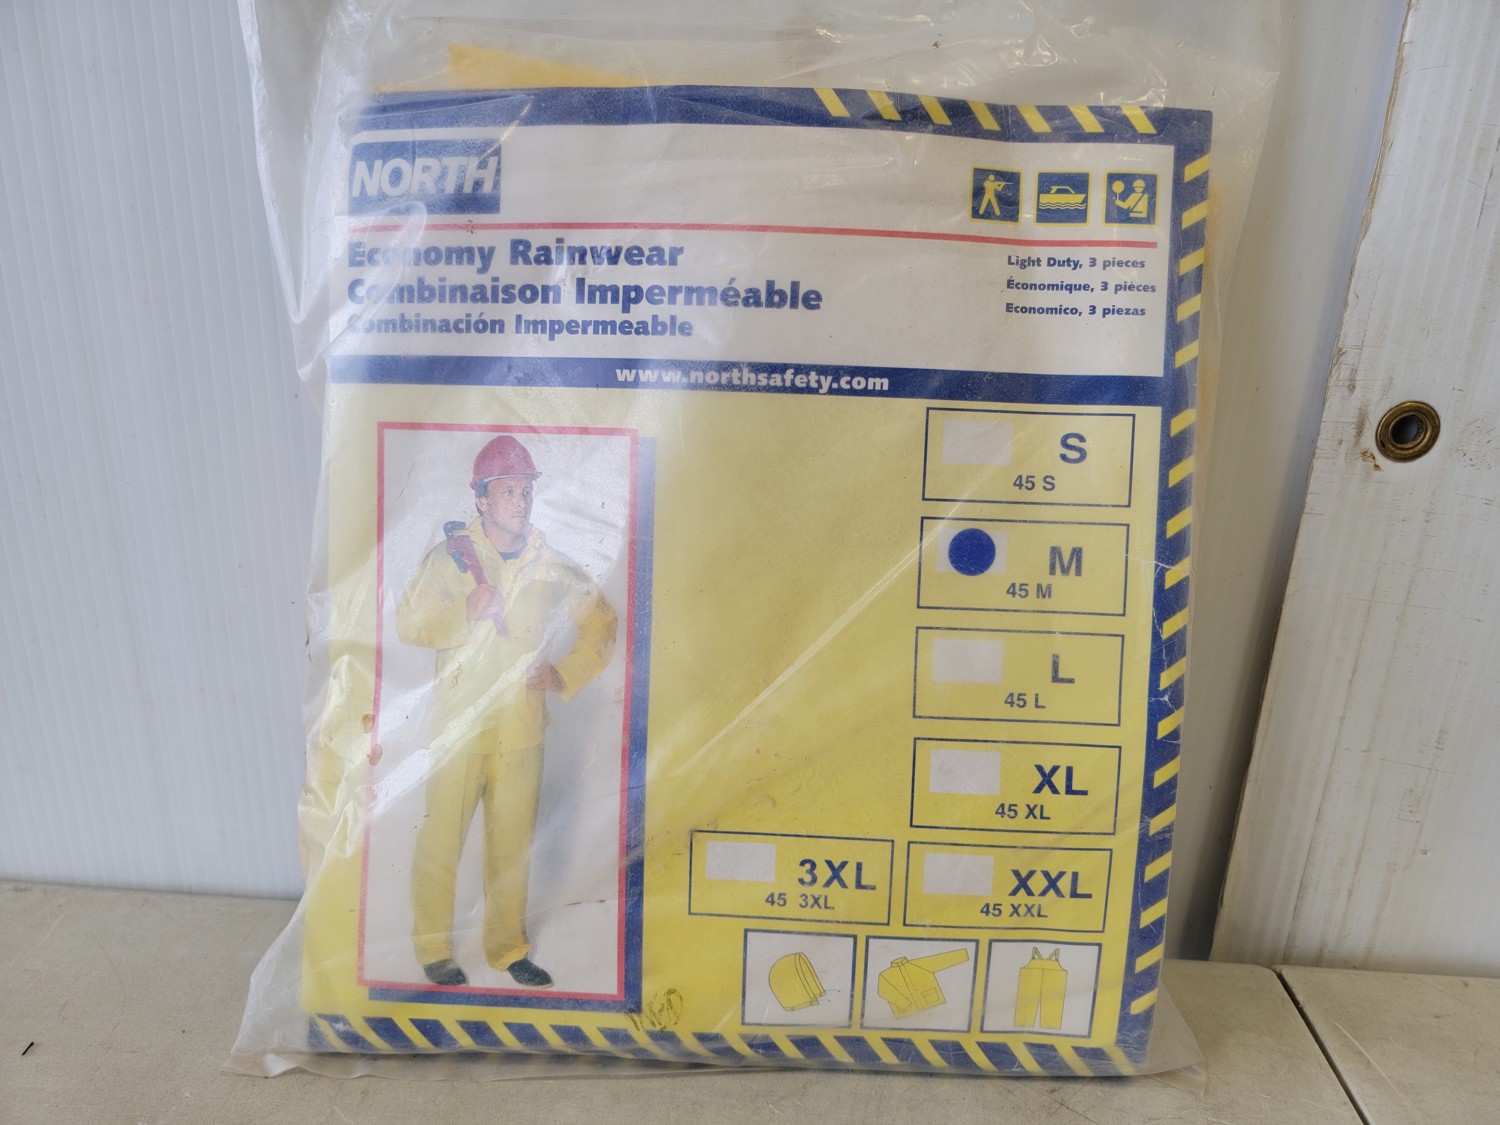 NORTH
Economy Rainwear
Combinaison Imperméable
Combinación Impermeable
Light Duty, 3 pieces
Économique, 3 pièces
Economico, 3 piezas
www.northsafety.com
S
45 S
M
45 M
L
45 L
XL
45 XL
3XL
45 3XL
XXL
45 XXL
MED